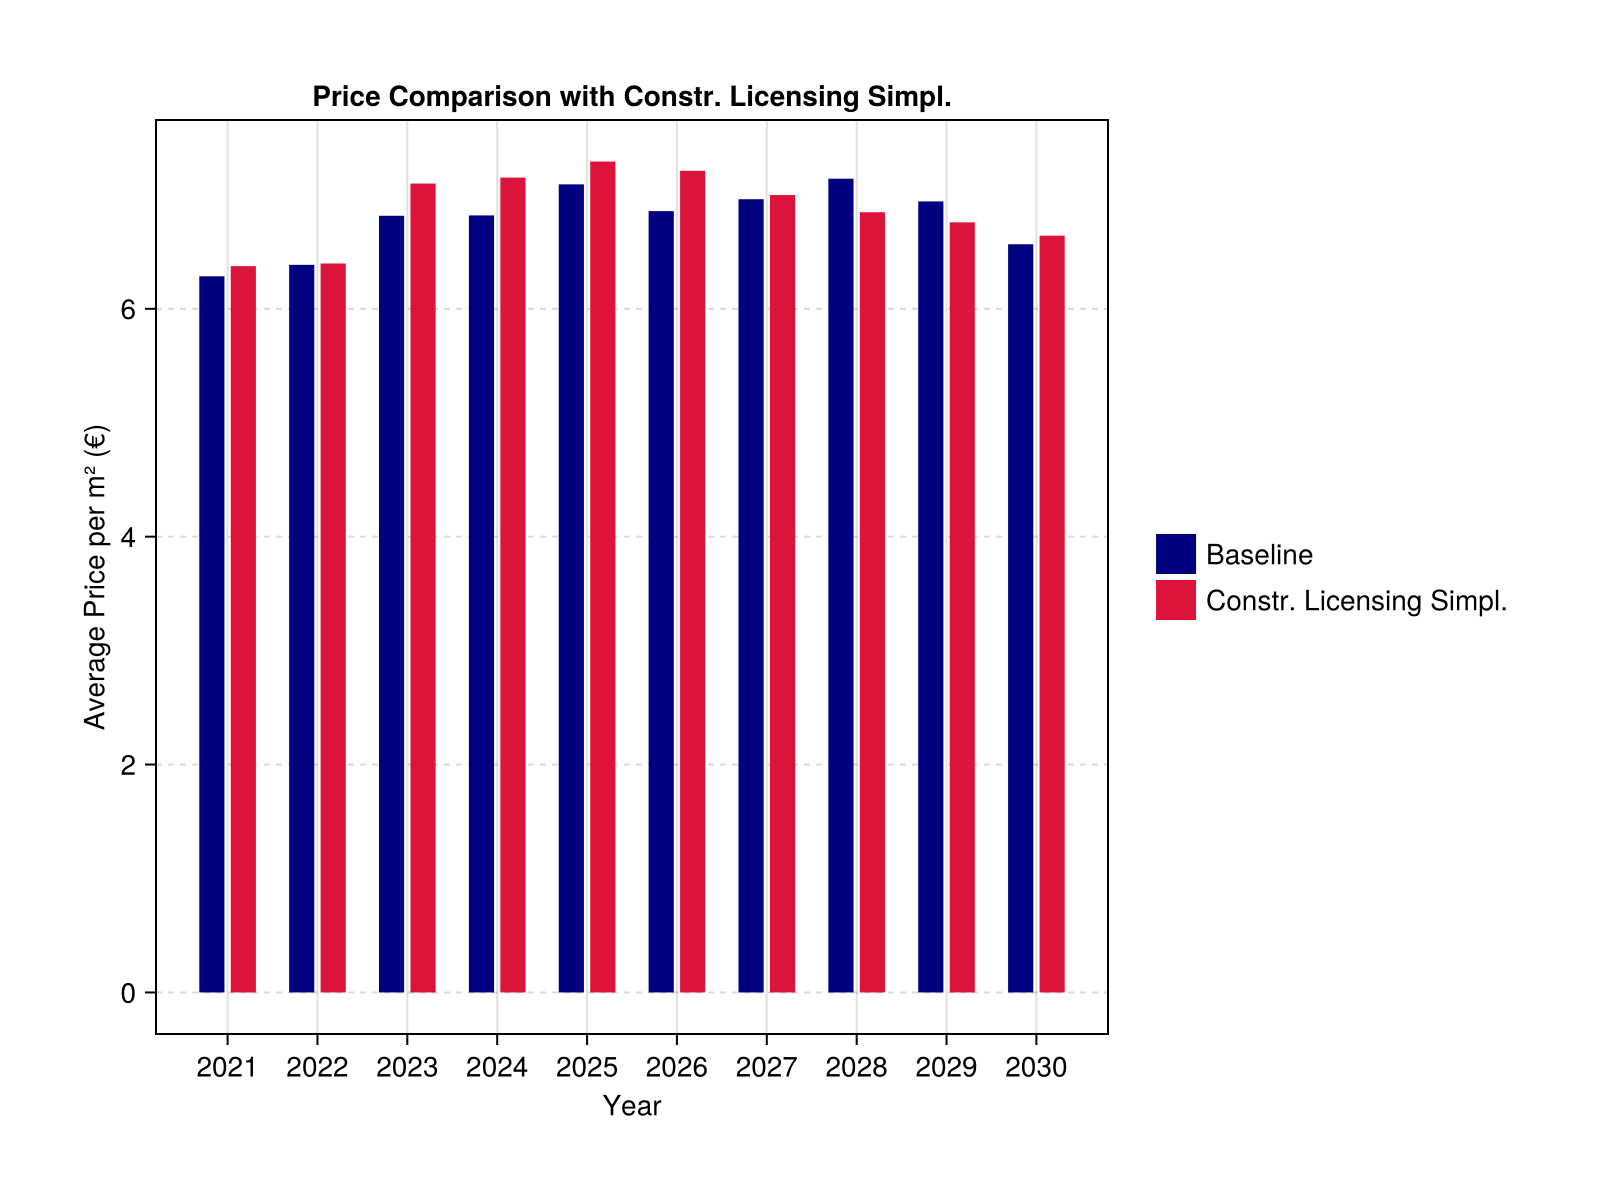 Price Comparison with Constr. Licensing Simpl.
Average Price per m² (€)
6
4
2
0
2021 2022 2023 2024 2025 2026 2027 2028 2029 2030
Year
Baseline
Constr. Licensing Simpl.